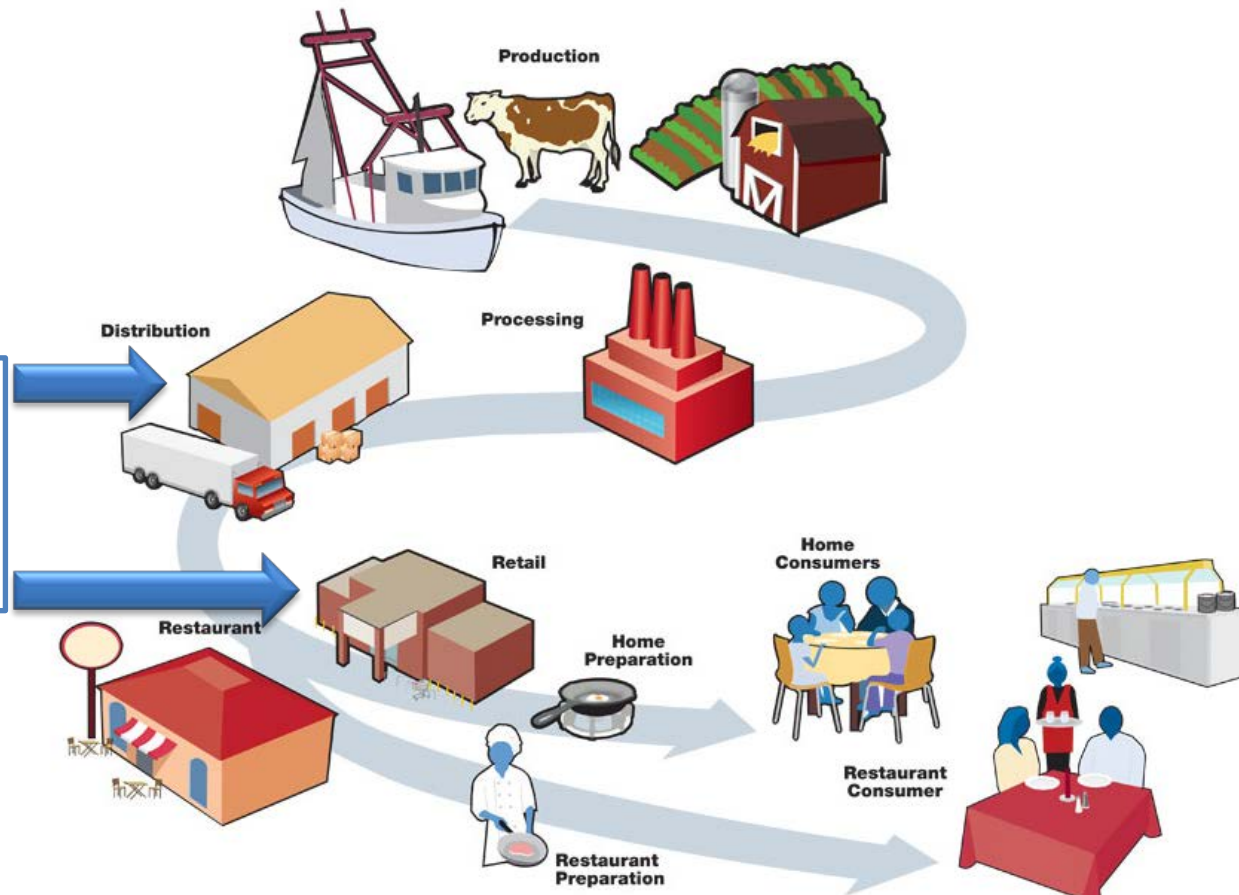 Production
Processing
Distribution
Retail
Restaurant
Home
Consumers
Home
Preparation
Restaurant
Consumer
Restaurant
Preparation